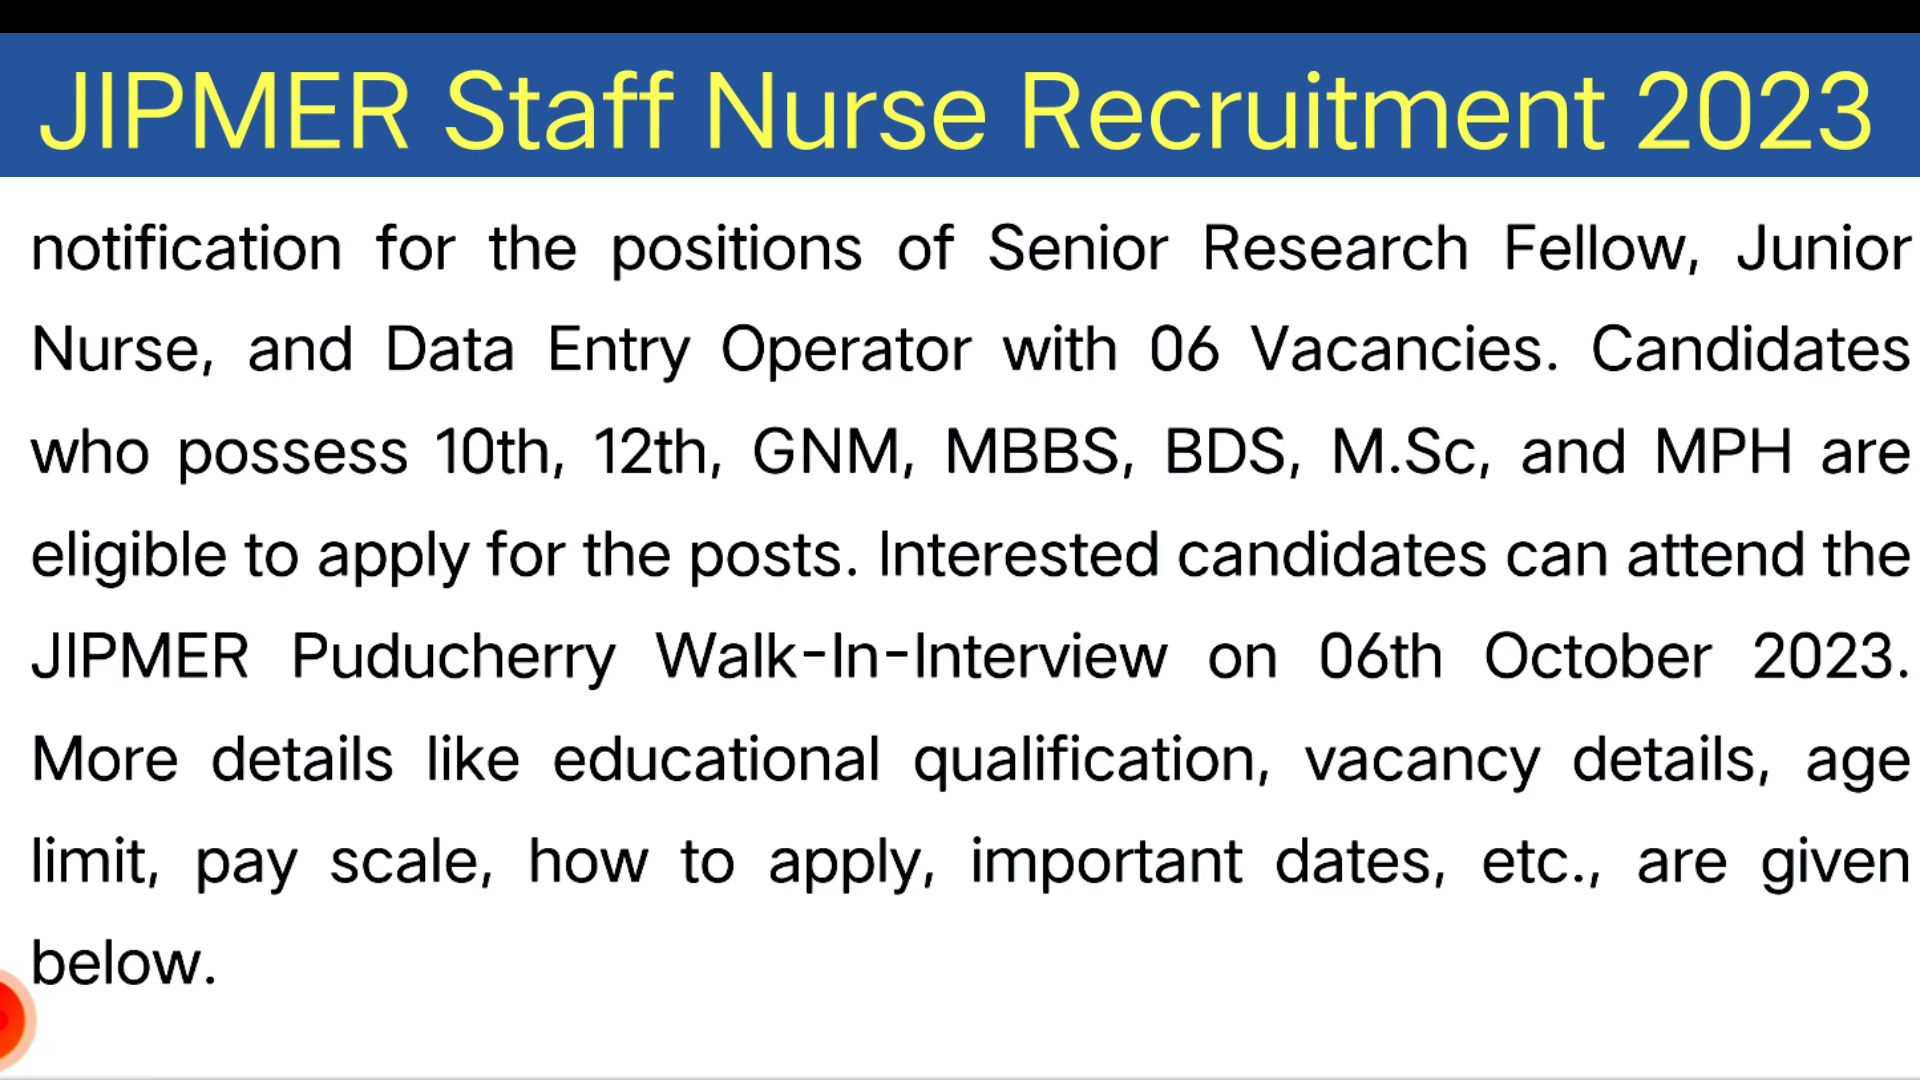 JIPMER Staff Nurse Recruitment 2023
notification for the positions of Senior Research Fellow, Junior
Nurse, and Data Entry Operator with 06 Vacancies. Candidates
who possess 10th, 12th, GNM, MBBS, BDS, M.Sc, and MPH are
eligible to apply for the posts. Interested candidates can attend the
JIPMER Puducherry Walk-In-Interview on 06th October 2023.
More details like educational qualification, vacancy details, age
limit, pay scale, how to apply, important dates, etc., are given
below.